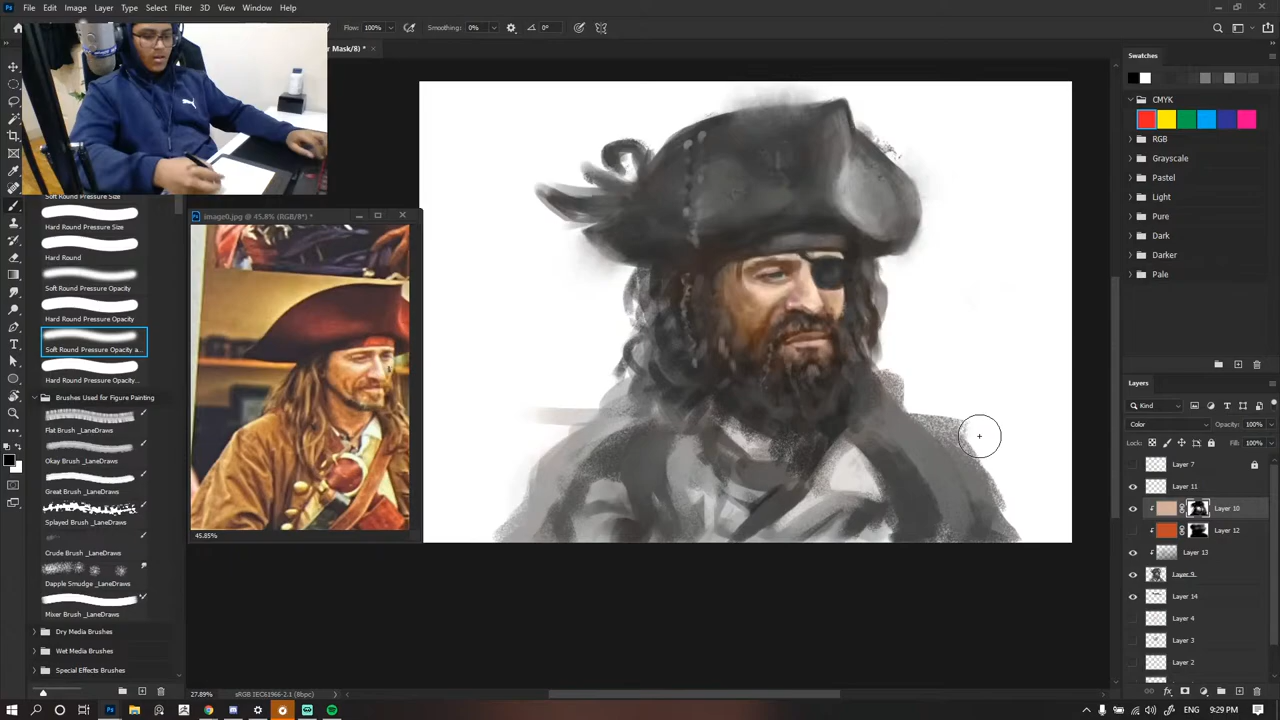 File Edit Image Layer Type Select Filter 3D View Window Help
Flow: 100% Smoothing: 0% 0°
r Mask/8) *
PUMA
Soft Round Pressure Size
Hard Round Pressure Size
Hard Round
Soft Round Pressure Opacity
Hard Round Pressure Opacity
Soft Round Pressure Opacity a...
Hard Round Pressure Opacity...
Brushes Used for Figure Painting
Flat Brush _LaneDraws
Okay Brush _LaneDraws
Great Brush _LaneDraws
Splayed Brush _LaneDraws
Crude Brush _LaneDraws
Dapple Smudge _LaneDraws
Mixer Brush _LaneDraws
Dry Media Brushes
Wet Media Brushes
Special Effects Brushes
image0.jpg @ 45.8% (RGB/8*) *
45.85%
27.89% sRGB IEC61966-2.1 (8bpc)
Swatches
CMYK
RGB
Grayscale
Pastel
Light
Pure
Dark
Darker
Pale
Layers
Kind
Color Opacity: 100%
Lock: Fill: 100%
Layer 7
Layer 11
Layer 10
Layer 12
Layer 13
Layer 9
Layer 14
Layer 4
Layer 3
Layer 2
ENG 9:29 PM